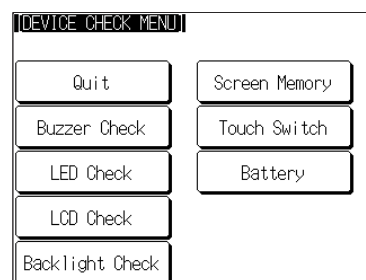 [DEVICE CHECK MENU]
Quit
Buzzer Check
LED Check
LCD Check
Backlight Check
Screen Memory
Touch Switch
Battery